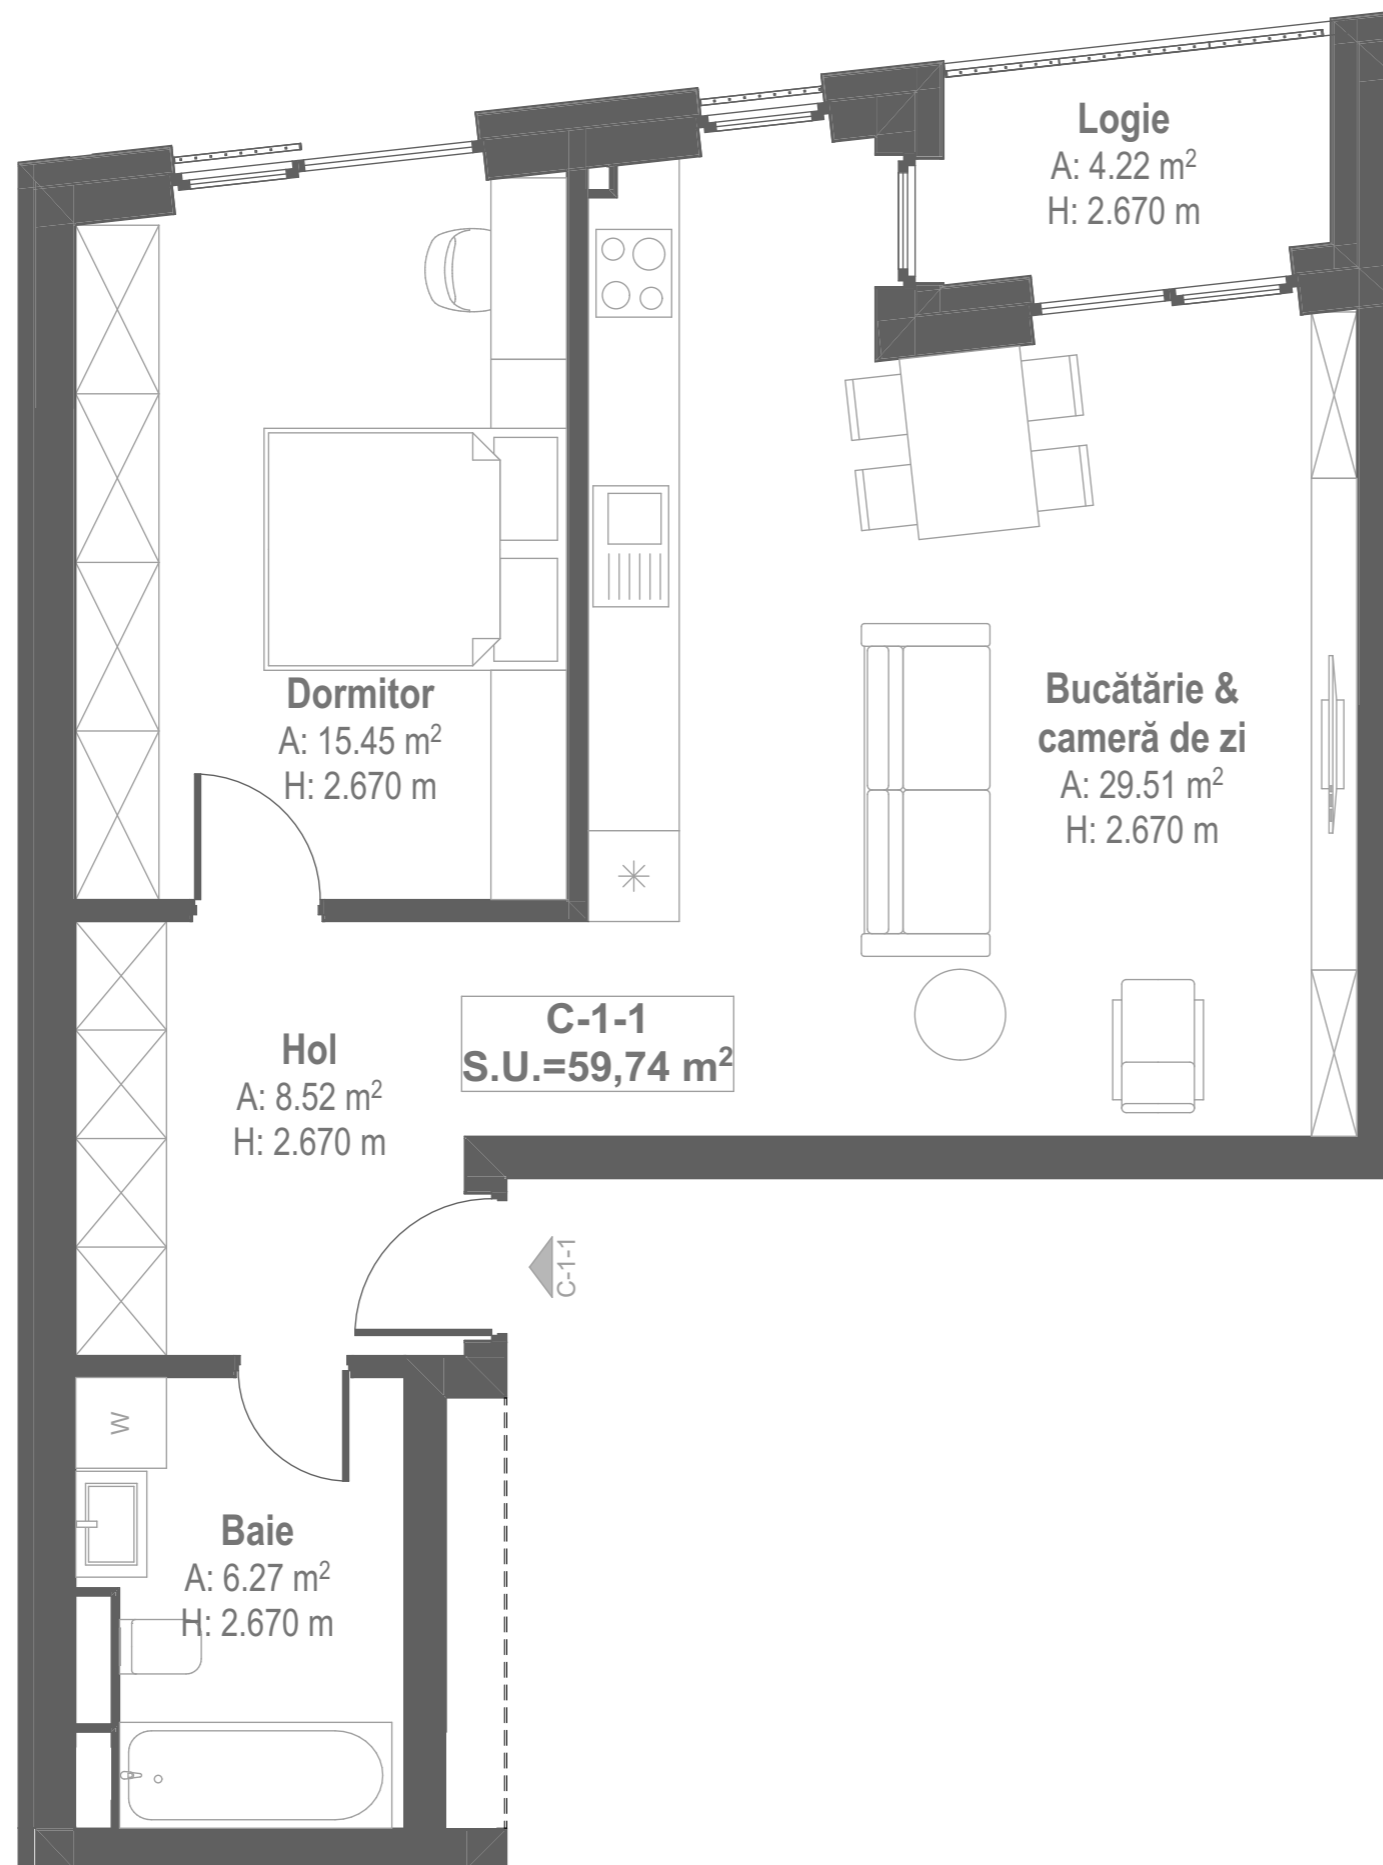 Logie
A: 4.22 m²
H: 2.670 m
Dormitor
A: 15.45 m²
H: 2.670 m
Bucătărie &
cameră de zi
A: 29.51 m²
H: 2.670 m
C-1-1
S.U.=59,74 m²
Hol
A: 8.52 m²
H: 2.670 m
C-1-1
W
Baie
A: 6.27 m²
H: 2.670 m